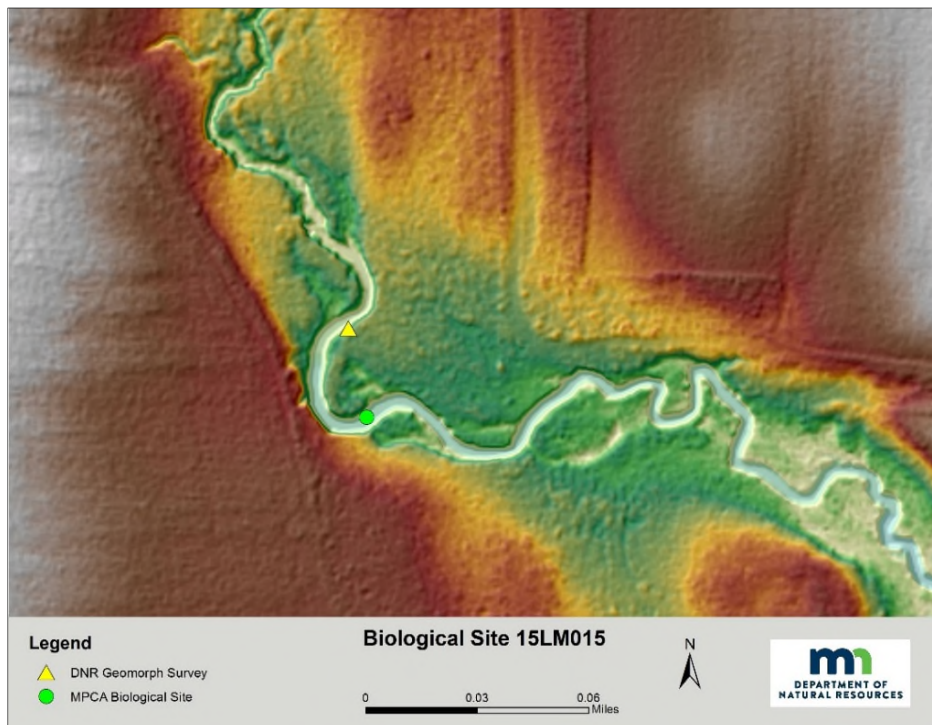 Legend
DNR Geomorph Survey
MPCA Biological Site
Biological Site 15LM015
0 0.03 0.06
Miles
N
DEPARTMENT OF
NATURAL RESOURCES